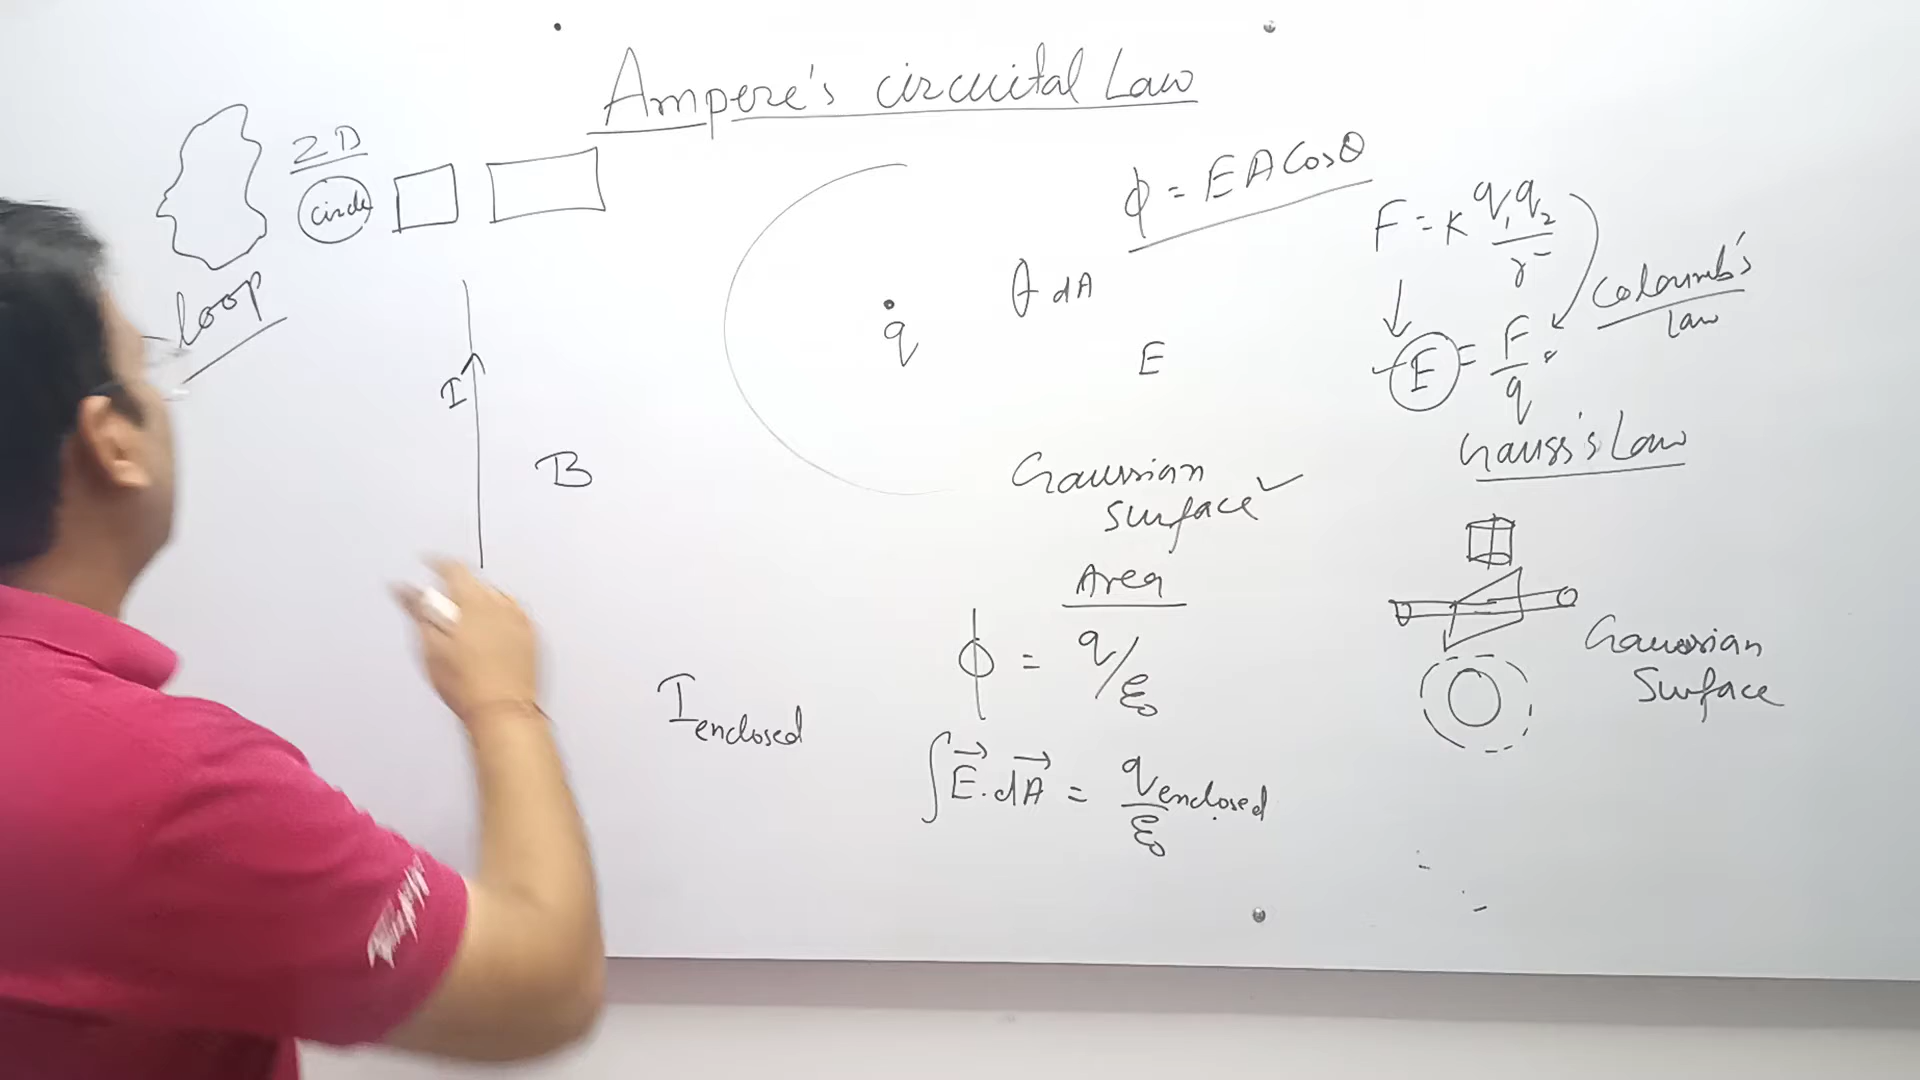 Ampere's circuital Law
2D
circle
loop
I
B
I enclosed
ϕ = EA Cosθ
q
dA
E
Gaussian
Surface ✓
Area
ϕ = q/ε₀
∫E⃗.dA⃗ = q enclosed / ε₀
F = K q₁q₂ / r²
E = F / q
Coloumb's
law
Gauss's Law
Gaussian
Surface